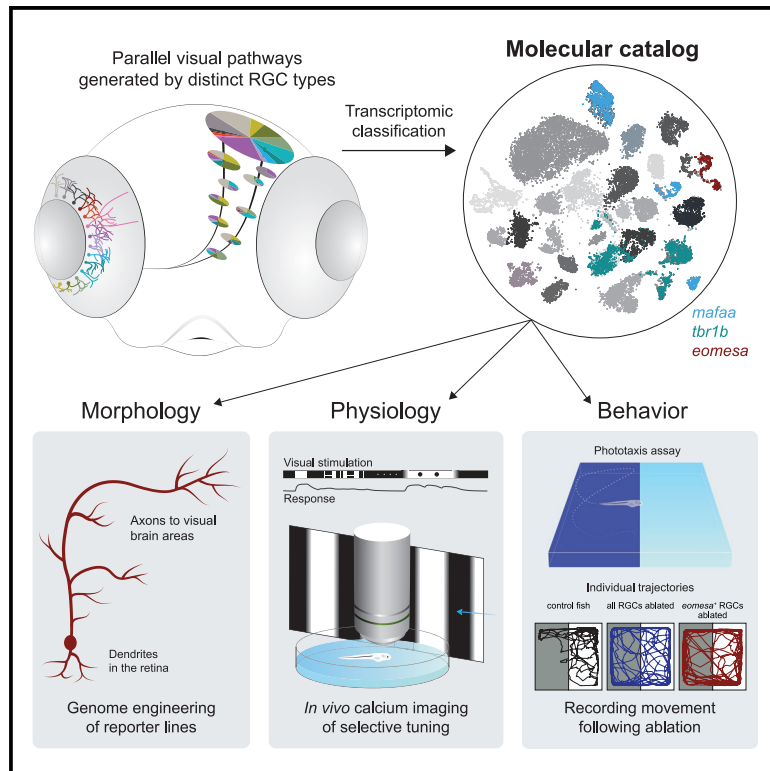 Parallel visual pathways
generated by distinct RGC types
Transcriptomic
classification
Molecular catalog
mafaa
tbr1b
eomesa
Morphology
Axons to visual
brain areas
Dendrites
in the retina
Genome engineering
of reporter lines
Physiology
Visual stimulation
Response
In vivo calcium imaging
of selective tuning
Behavior
Phototaxis assay
Individual trajectories
control fish
all RGCs ablated
eomesa+ RGCs
ablated
Recording movement
following ablation